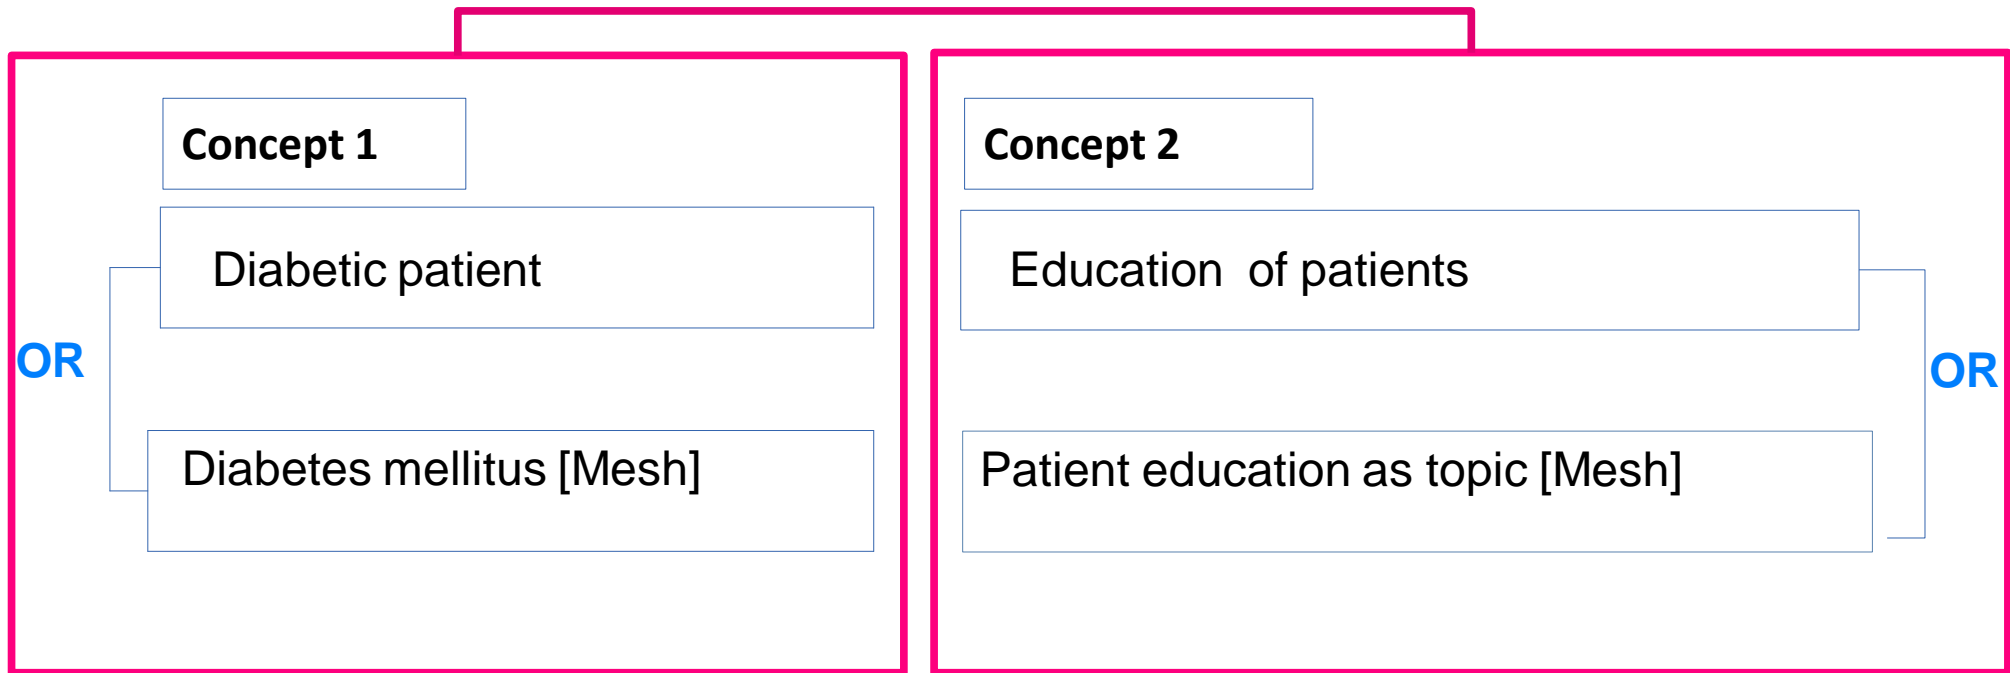 Concept 1
Diabetic patient
OR
Diabetes mellitus [Mesh]
Concept 2
Education of patients
OR
Patient education as topic [Mesh]